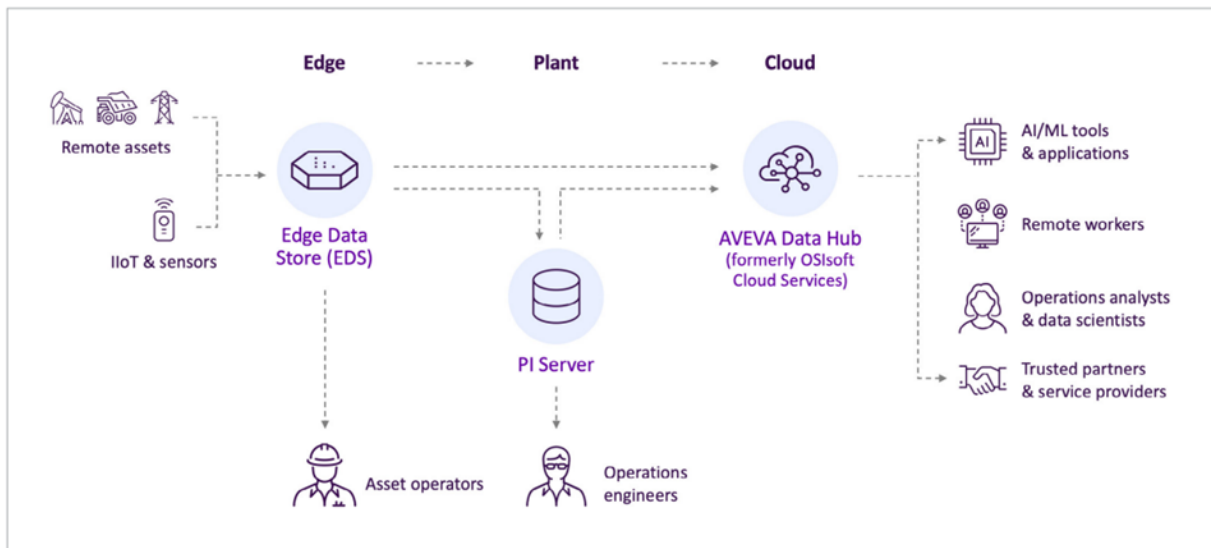 Edge
Plant
Cloud
Remote assets
IIoT & sensors
Edge Data
Store (EDS)
PI Server
AVEVA Data Hub
(formerly OSIsoft
Cloud Services)
AI
AI/ML tools
& applications
Remote workers
Operations analysts
& data scientists
Trusted partners
& service providers
Asset operators
Operations
engineers